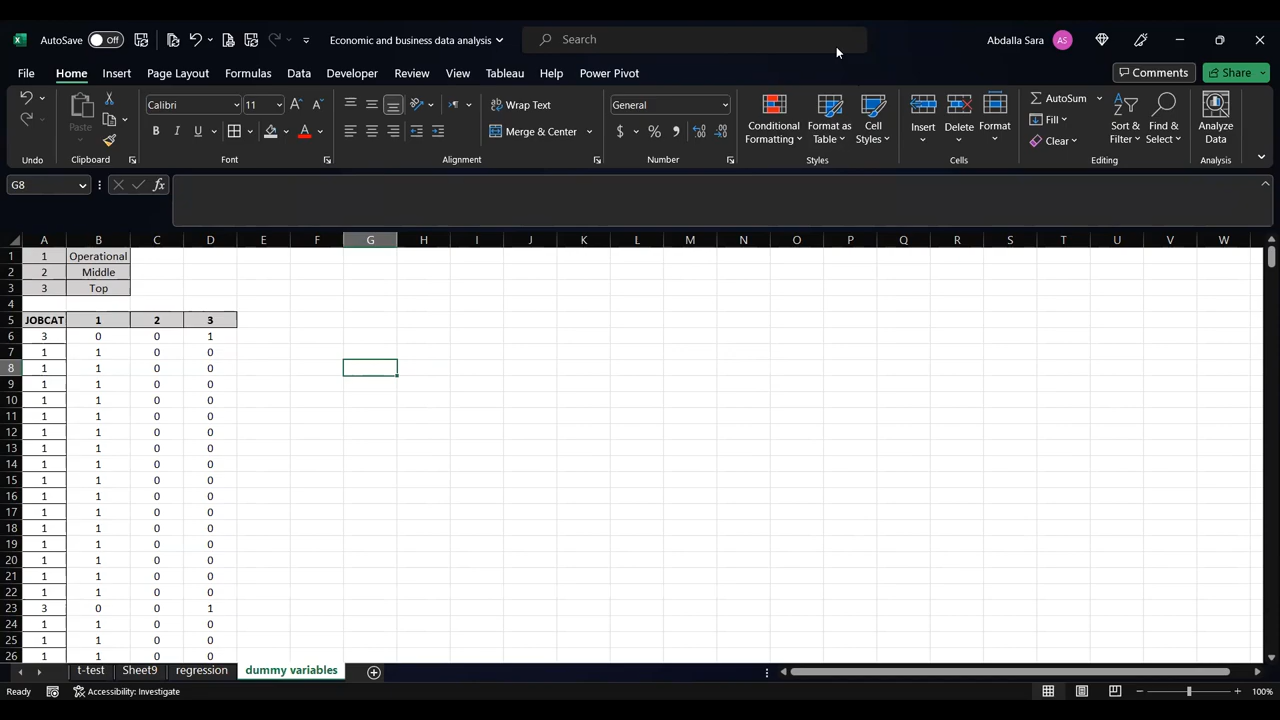 AutoSave Off Economic and business data analysis Search Abdalla Sara AS
File Home Insert Page Layout Formulas Data Developer Review View Tableau Help Power Pivot Comments Share
Undo
Paste
Clipboard
Calibri 11
B I U
Font
Wrap Text
Merge & Center
Alignment
General
$ % ,
Number
Conditional Formatting
Format as Table
Cell Styles
Styles
Insert
Delete
Format
Cells
AutoSum
Fill
Clear
Sort & Filter
Find & Select
Editing
Analyze Data
Analysis
G8 fx
A B C D E F G H I J K L M N O P Q R S T U V W
1 1 Operational
2 2 Middle
3 3 Top
4
5 JOBCAT 1 2 3
6 3 0 0 1
7 1 1 0 0
8 1 1 0 0
9 1 1 0 0
10 1 1 0 0
11 1 1 0 0
12 1 1 0 0
13 1 1 0 0
14 1 1 0 0
15 1 1 0 0
16 1 1 0 0
17 1 1 0 0
18 1 1 0 0
19 1 1 0 0
20 1 1 0 0
21 1 1 0 0
22 1 1 0 0
23 3 0 0 1
24 1 1 0 0
25 1 1 0 0
26 1 1 0 0
t-test Sheet9 regression dummy variables
Ready Accessibility: Investigate 100%